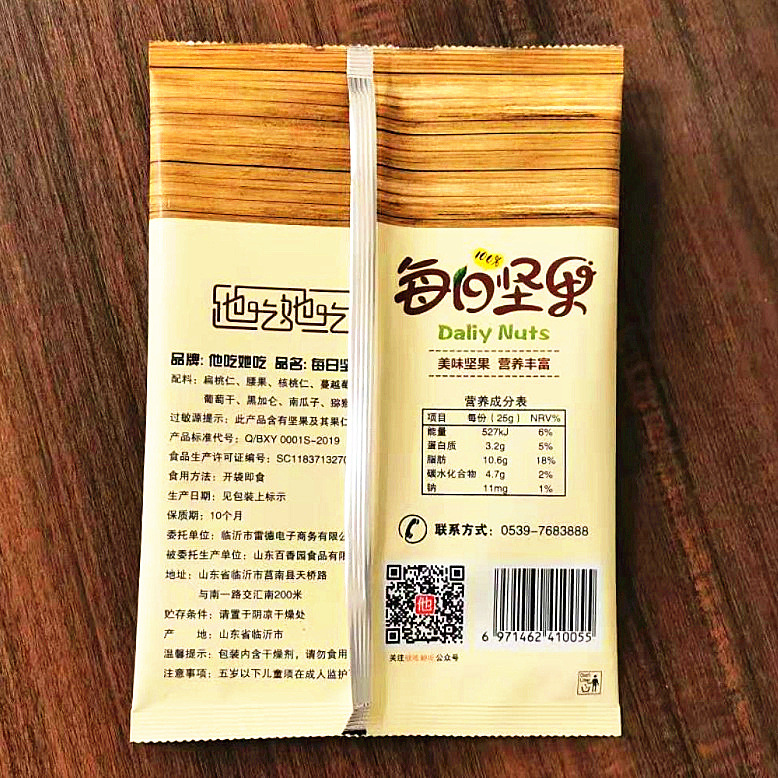 他吃她吃
品牌: 他吃她吃 品名: 每日坚
配料: 扁桃仁、腰果、核桃仁、蔓越莓
葡萄干、黑加仑、南瓜子、猕猴
过敏源提示: 此产品含有坚果及其果仁
产品标准代号: Q/BXY 0001S-2019
食品生产许可证编号: SC1183713270
食用方法: 开袋即食
生产日期: 见包装上标示
保质期: 10个月
委托单位: 临沂市雷德电子商务有限公
被委托生产单位: 山东百香园食品有限
地址: 山东省临沂市莒南县天桥路
与南一路交汇南200米
贮存条件: 请置于阴凉干燥处
产 地: 山东省临沂市
温馨提示: 包装内含干燥剂, 请勿食用
注意事项: 五岁以下儿童须在成人监护
100%
每日坚果
Daliy Nuts
美味坚果 营养丰富
营养成分表
项目 每份（25g） NRV%
能量 527kJ 6%
蛋白质 3.2g 5%
脂肪 10.6g 18%
碳水化合物 4.7g 2%
钠 11mg 1%
联系方式: 0539-7683888
他
6 971462 410055
关注他吃她吃公众号